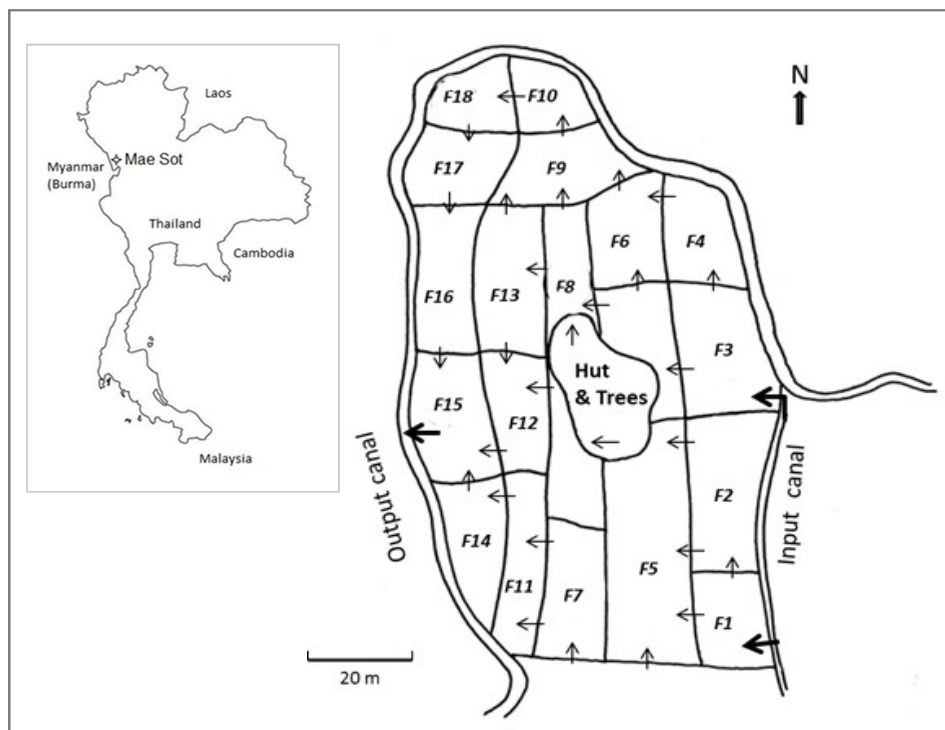 Laos
Mae Sot
Myanmar
(Burma)
Thailand
Cambodia
Malaysia
N
F18
F10
F17
F9
F6
F4
F16
F13
F8
F3
Hut
& Trees
F15
F12
F2
F14
F5
F11
F7
F1
Output canal
Input canal
20 m